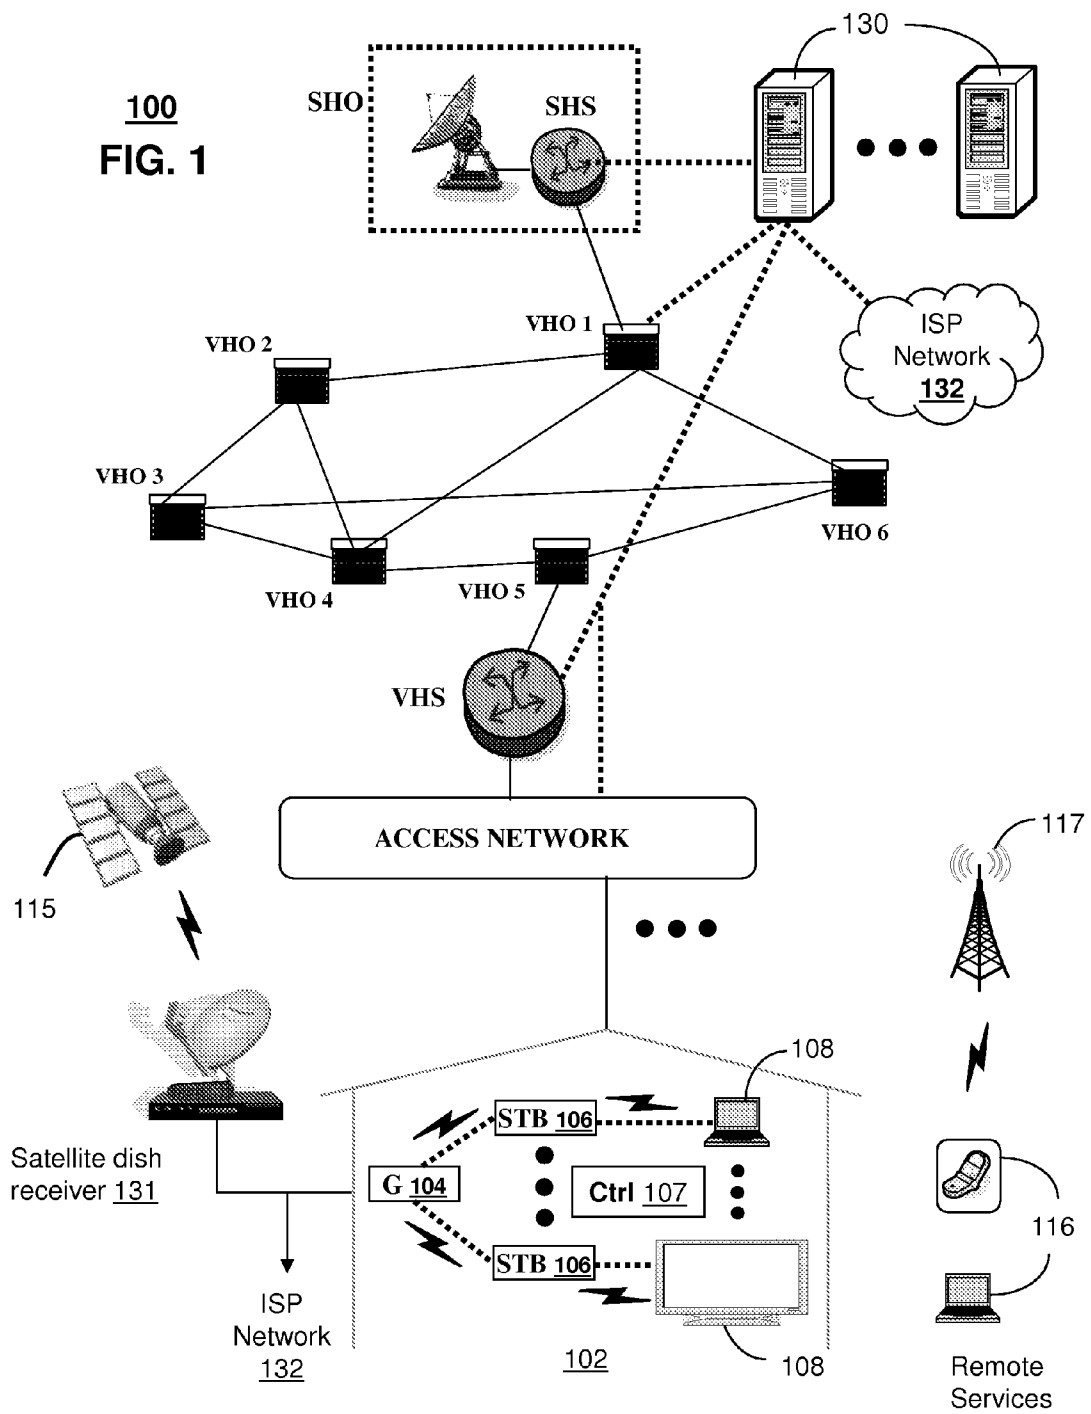 130
100
FIG. 1
SHO
SHS
VHO 1
VHO 2
ISP
Network
132
VHO 3
VHO 6
VHO 4
VHO 5
VHS
ACCESS NETWORK
117
115
108
STB 106
Satellite dish
receiver 131
G 104
Ctrl 107
116
STB 106
ISP
Network
132
102
108
Remote
Services